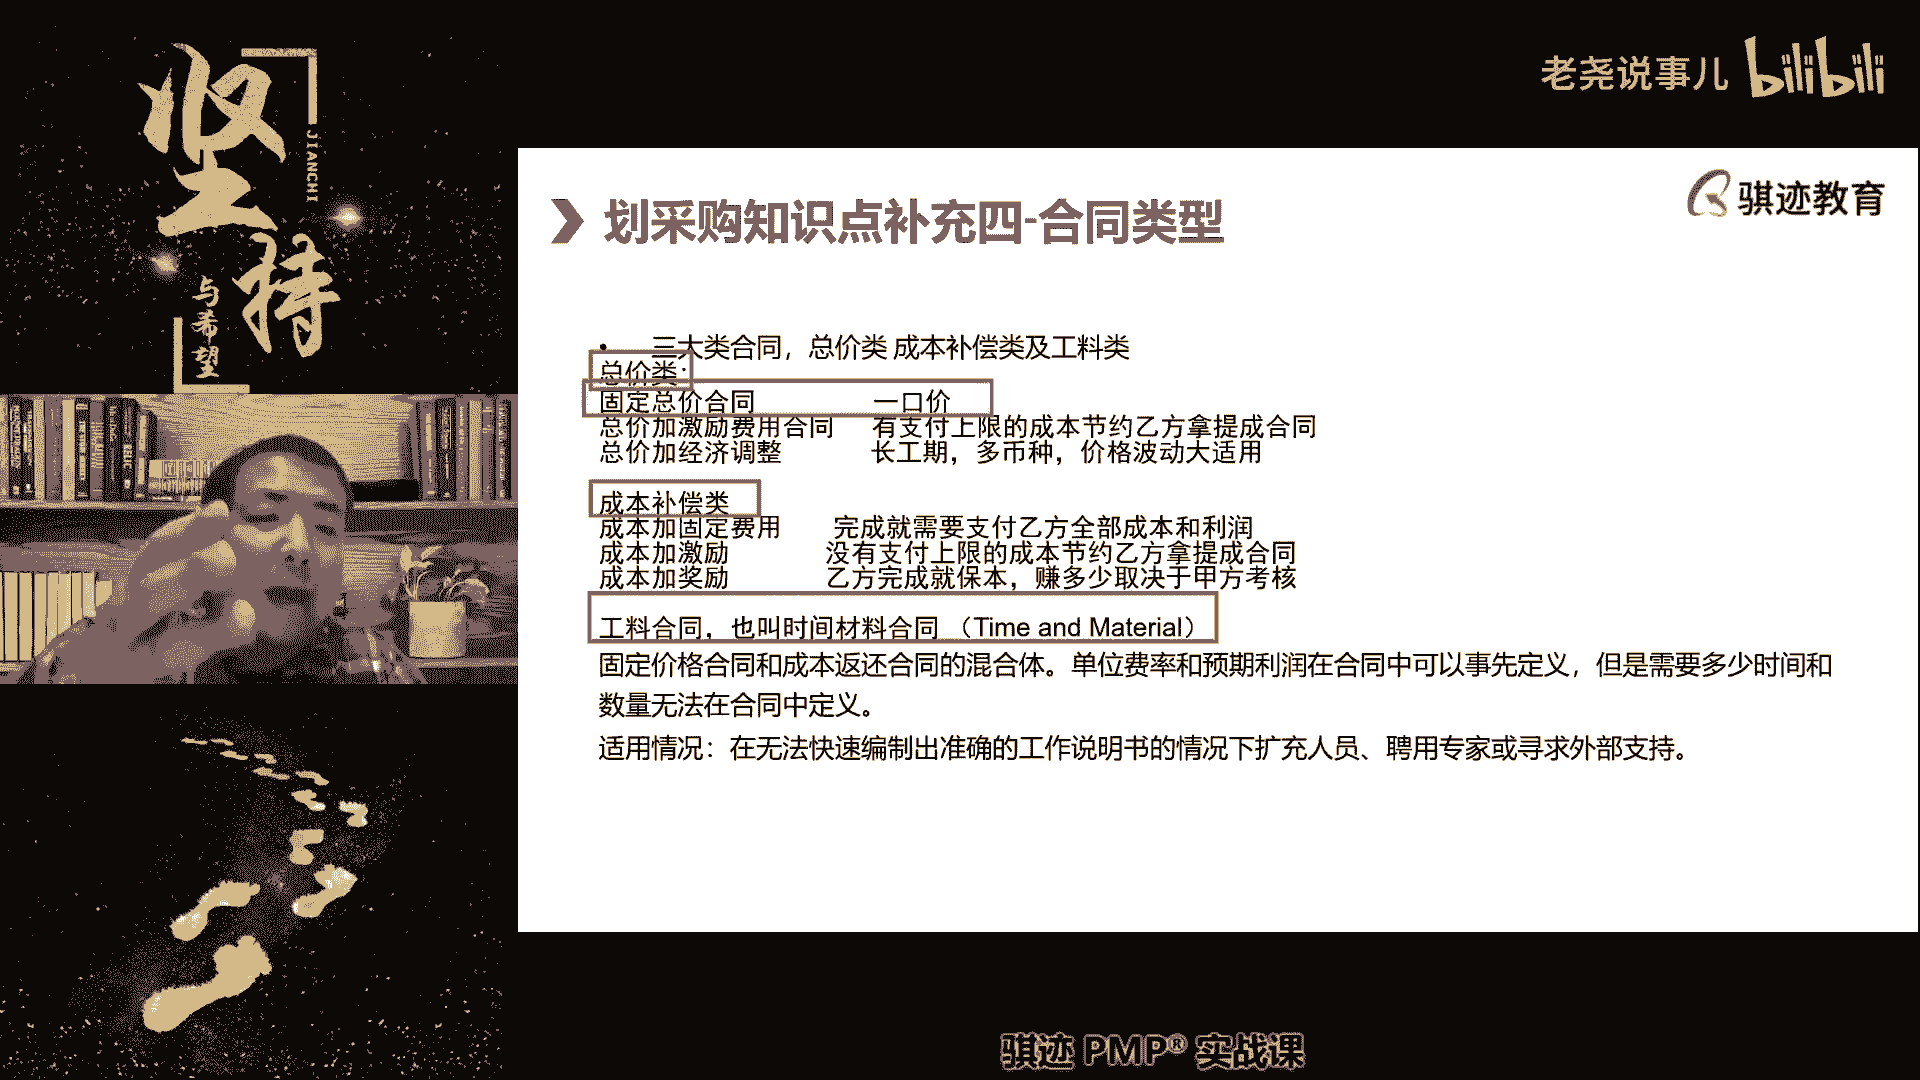 坚持
JIANCHI
与希望
老尧说事儿 bilibili
骐迹教育
划采购知识点补充四-合同类型
• 三大类合同，总价类 成本补偿类及工料类
总价类：
固定总价合同 一口价
总价加激励费用合同 有支付上限的成本节约乙方拿提成合同
总价加经济调整 长工期，多币种，价格波动大适用
成本补偿类
成本加固定费用 完成就需要支付乙方全部成本和利润
成本加激励 没有支付上限的成本节约乙方拿提成合同
成本加奖励 乙方完成就保本，赚多少取决于甲方考核
工料合同，也叫时间材料合同 （Time and Material）
固定价格合同和成本返还合同的混合体。单位费率和预期利润在合同中可以事先定义，但是需要多少时间和
数量无法在合同中定义。
适用情况：在无法快速编制出准确的工作说明书的情况下扩充人员、聘用专家或寻求外部支持。
骐迹 PMP® 实战课